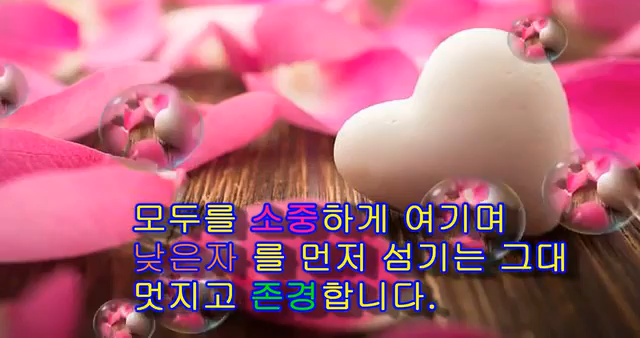 모두를 소중하게 여기며
낮은자 를 먼저 섬기는 그대
멋지고 존경합니다.